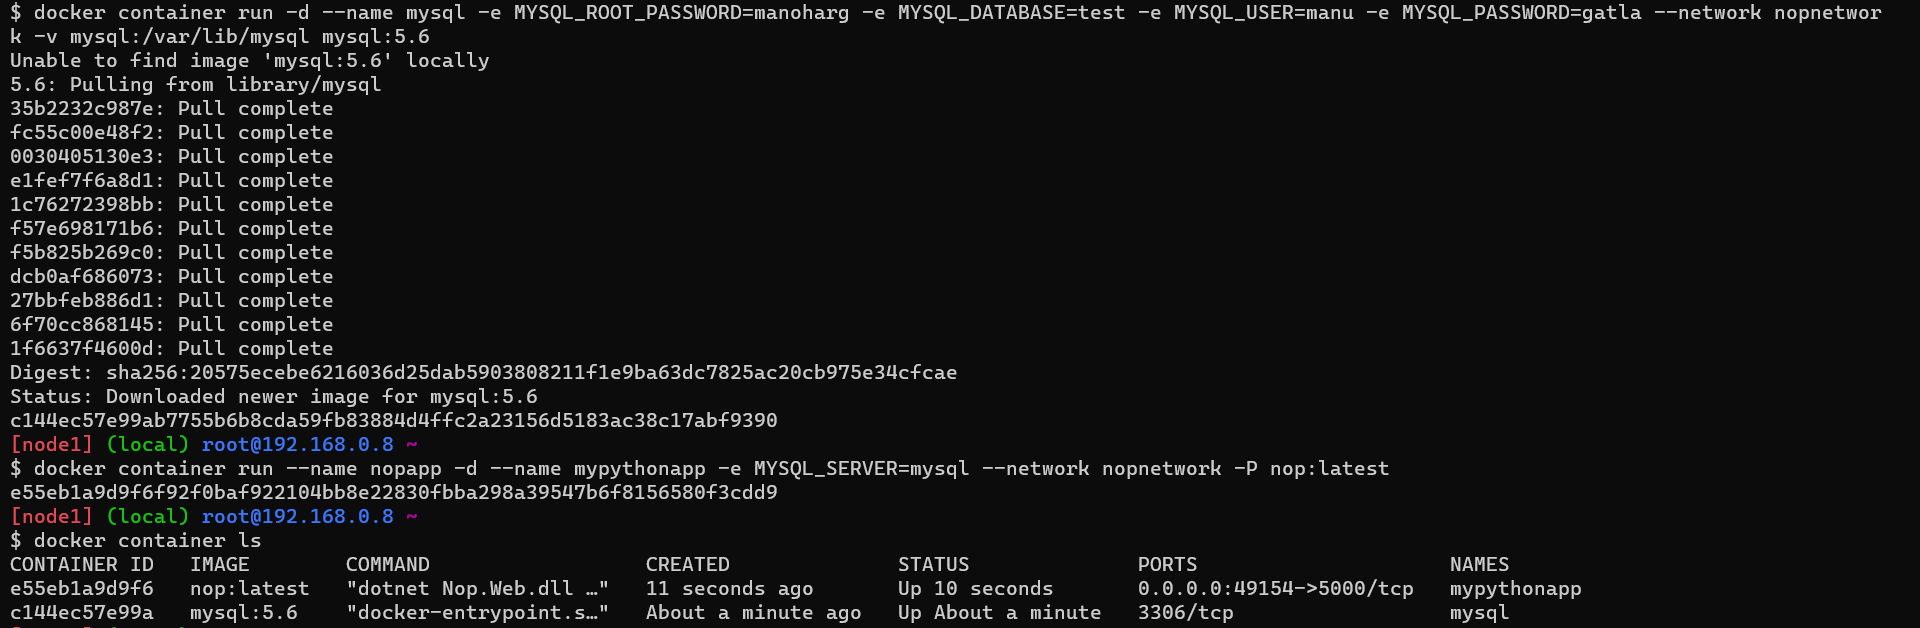 $ docker container run -d --name mysql -e MYSQL_ROOT_PASSWORD=manoharg -e MYSQL_DATABASE=test -e MYSQL_USER=manu -e MYSQL_PASSWORD=gatla --network nopnetwor
k -v mysql:/var/lib/mysql mysql:5.6
Unable to find image 'mysql:5.6' locally
5.6: Pulling from library/mysql
35b2232c987e: Pull complete
fc55c00e48f2: Pull complete
0030405130e3: Pull complete
e1fef7f6a8d1: Pull complete
1c76272398bb: Pull complete
f57e698171b6: Pull complete
f5b825b269c0: Pull complete
dcb0af686073: Pull complete
27bbfeb886d1: Pull complete
6f70cc868145: Pull complete
1f6637f4600d: Pull complete
Digest: sha256:20575ecebe6216036d25dab5903808211f1e9ba63dc7825ac20cb975e34cfcae
Status: Downloaded newer image for mysql:5.6
c144ec57e99ab7755b6b8cda59fb83884d4ffc2a23156d5183ac38c17abf9390
[node1] (local) root@192.168.0.8 ~
$ docker container run --name nopapp -d --name mypythonapp -e MYSQL_SERVER=mysql --network nopnetwork -P nop:latest
e55eb1a9d9f6f92f0baf922104bb8e22830fbba298a39547b6f8156580f3cdd9
[node1] (local) root@192.168.0.8 ~
$ docker container ls
CONTAINER ID   IMAGE        COMMAND                  CREATED              STATUS              PORTS                     NAMES
e55eb1a9d9f6   nop:latest   "dotnet Nop.Web.dll …"   11 seconds ago       Up 10 seconds       0.0.0.0:49154->5000/tcp   mypythonapp
c144ec57e99a   mysql:5.6    "docker-entrypoint.s…"   About a minute ago   Up About a minute   3306/tcp                  mysql